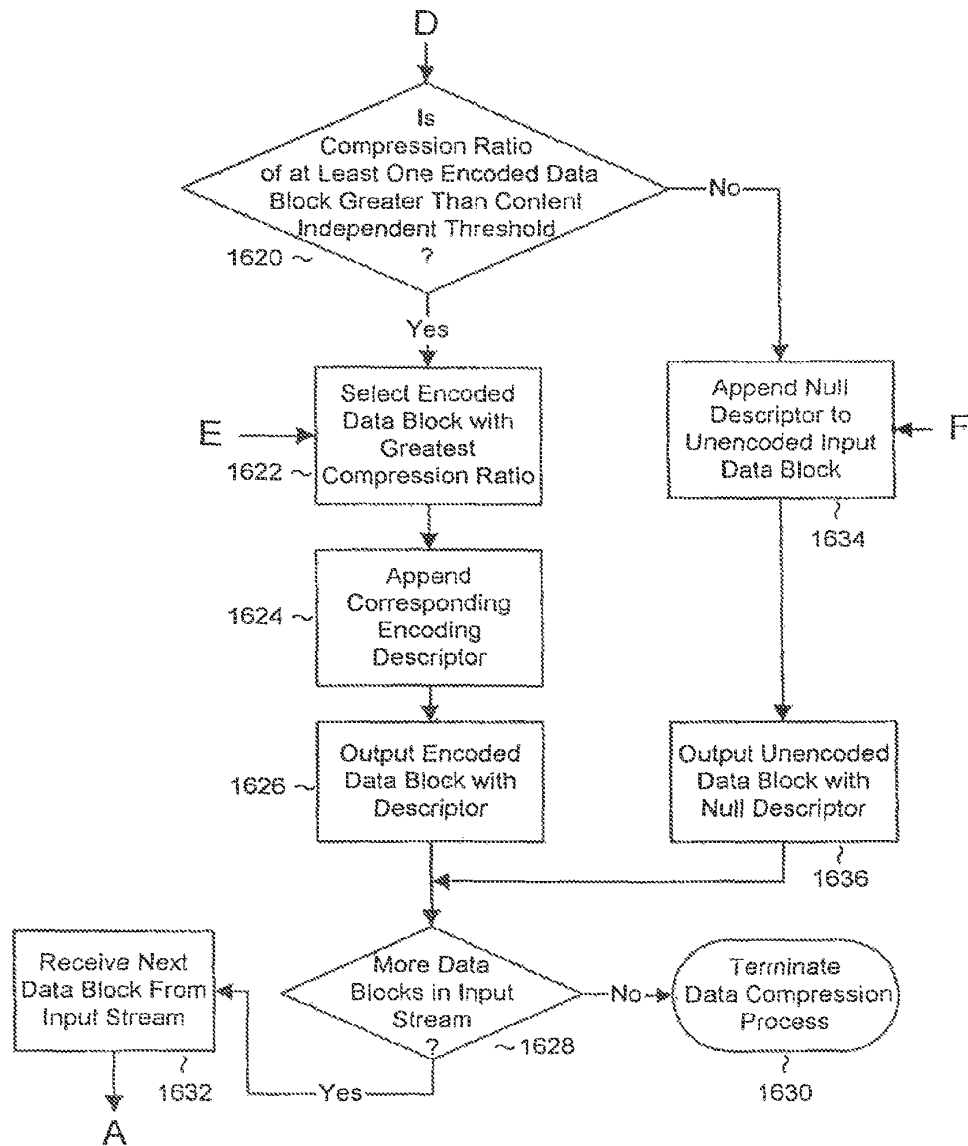 D
Is
Compression Ratio
of at Least One Encoded Data
Block Greater Than Content
Independent Threshold
?
1620
No
Yes
E
Select Encoded
Data Block with
Greatest
Compression Ratio
1622
Append Null
Descriptor to
Unencoded Input
Data Block
F
1634
Append
Corresponding
Encoding
Descriptor
1624
Output Encoded
Data Block with
Descriptor
1626
Output Unencoded
Data Block with
Null Descriptor
1636
Receive Next
Data Block From
Input Stream
1632
More Data
Blocks in Input
Stream
?
1628
No
Terminate
Data Compression
Process
1630
Yes
A